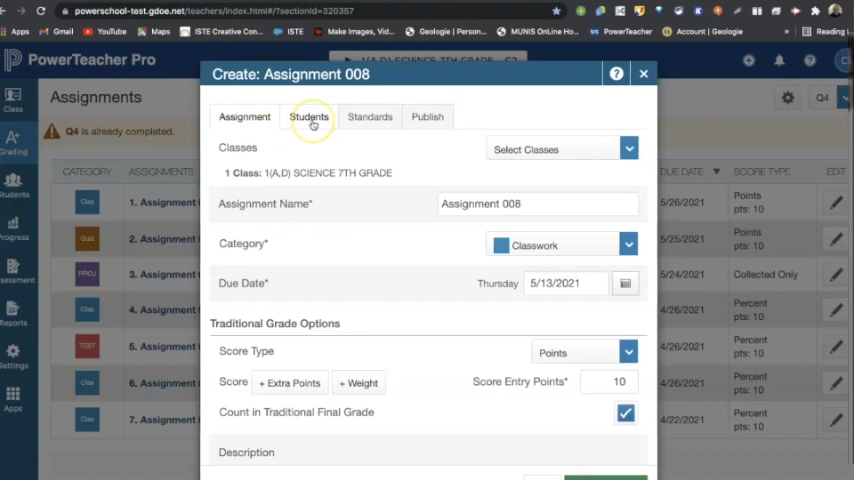 powerschool-test.gdoe.net/teachers/index.html#/?sectionid=320357
Apps Gmail YouTube Maps ISTE Creative Con... ISTE Make Images, Vid... Geologie | Person... MUNIS OnLine Ho... PowerTeacher Account | Geologie » Reading
PowerTeacher Pro
1(A,D) SCIENCE 7TH GRADE
Create: Assignment 008
Class
Grading
Students
Progress
Reports
Settings
Apps
Assignments
Q4
Q4 is already completed.
CATEGORY ASSIGNMENTS DUE DATE SCORE TYPE EDIT
Clas 1. Assignment 5/26/2021 Points
pts: 10
Quiz 2. Assignment 5/25/2021 Points
pts: 10
PROJ 3. Assignment 5/24/2021 Collected Only
Clas 4. Assignment 4/26/2021 Percent
pts: 10
TEST 5. Assignment 4/26/2021 Percent
pts: 10
Clas 6. Assignment 4/23/2021 Percent
pts: 10
Clas 7. Assignment 4/22/2021 Percent
pts: 10
Assignment Students Standards Publish
Classes Select Classes
1 Class: 1(A,D) SCIENCE 7TH GRADE
Assignment Name* Assignment 008
Category* Classwork
Due Date* Thursday 5/13/2021
Traditional Grade Options
Score Type Points
Score + Extra Points + Weight Score Entry Points* 10
Count in Traditional Final Grade
Description